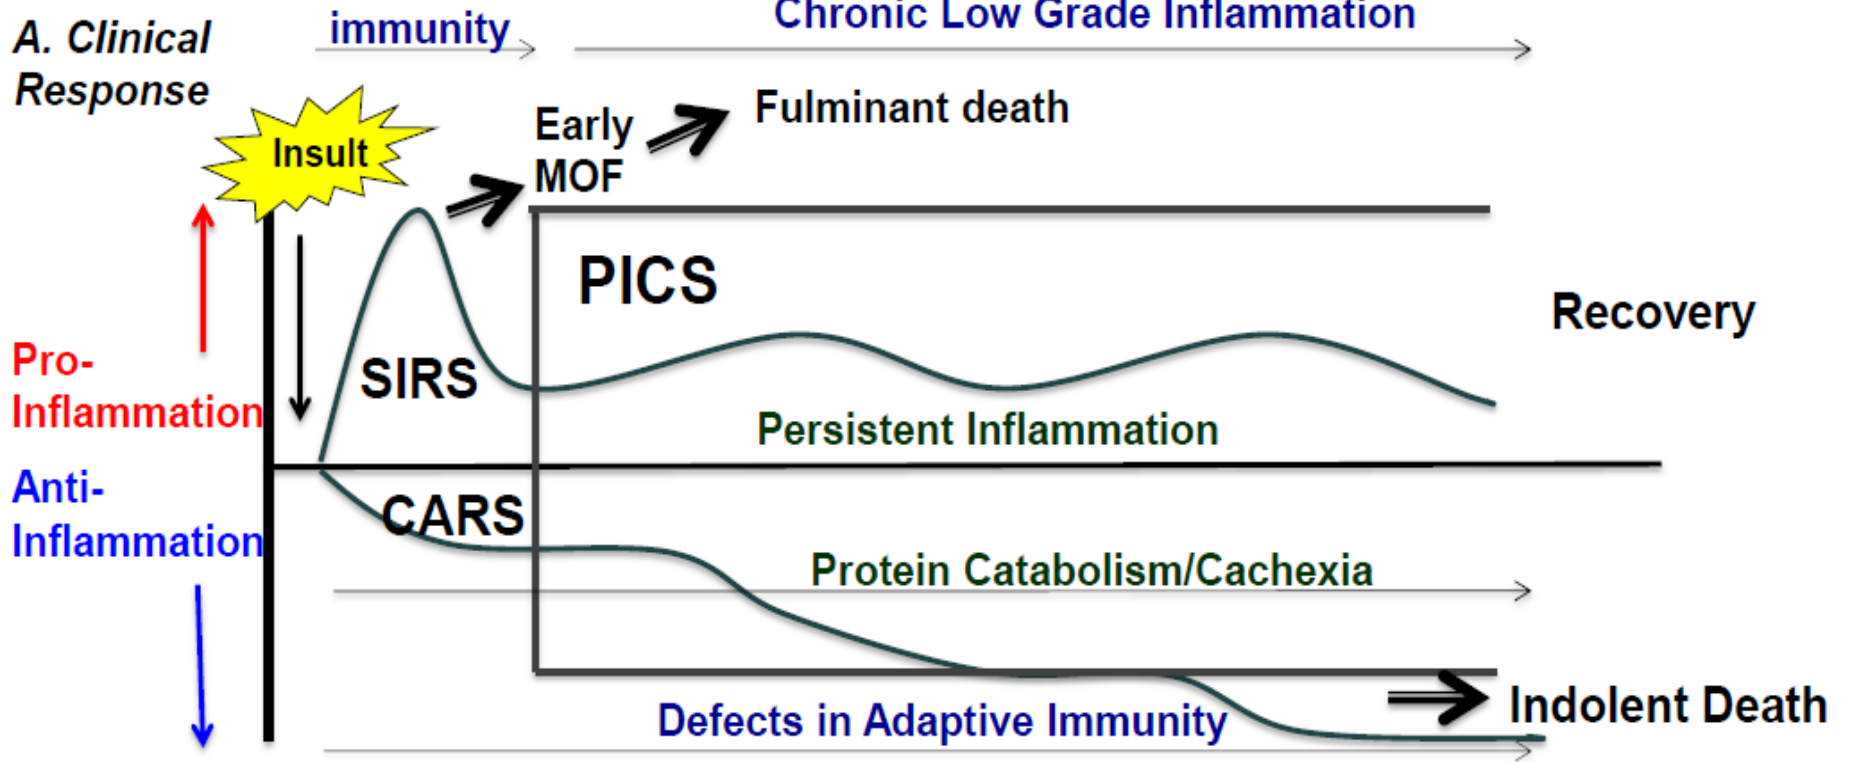 A. Clinical
Response
immunity
Chronic Low Grade Inflammation
Insult
Early
MOF
Fulminant death
PICS
Recovery
SIRS
Pro-
Inflammation
Persistent Inflammation
Anti-
Inflammation
CARS
Protein Catabolism/Cachexia
Defects in Adaptive Immunity
Indolent Death